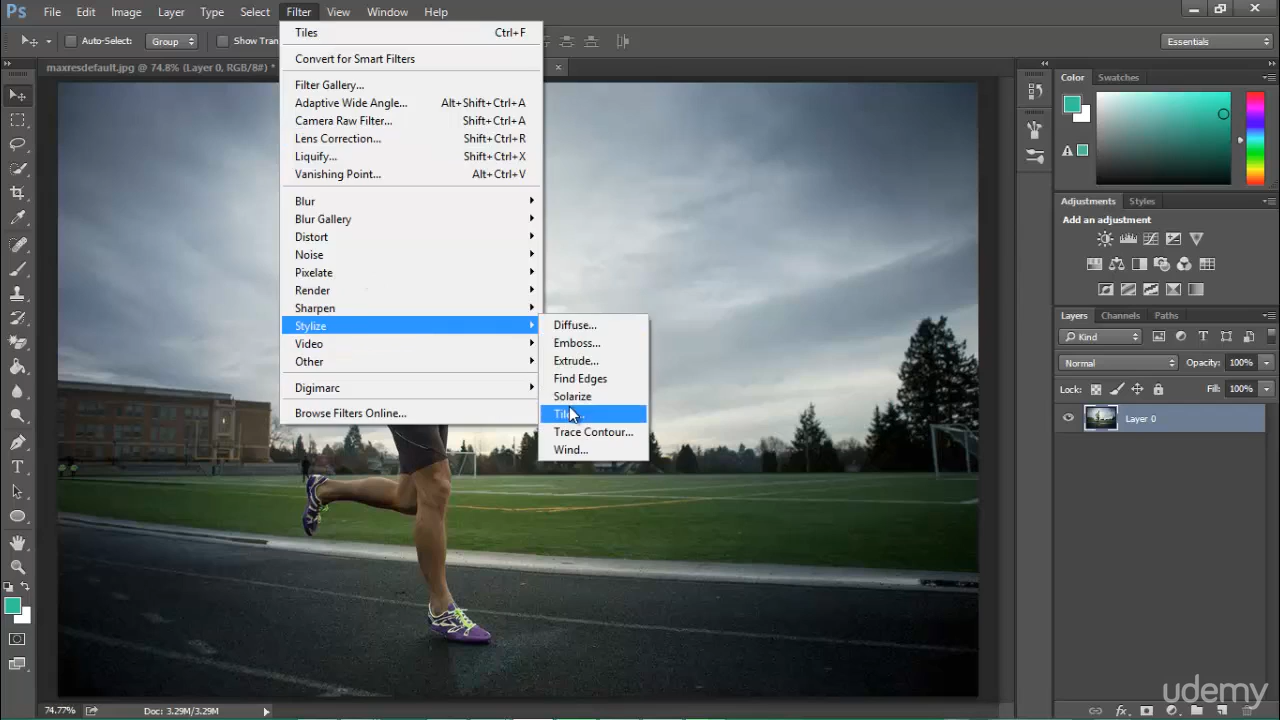 Ps File Edit Image Layer Type Select Filter View Window Help
Auto-Select: Group Show Tran
Essentials
maxresdefault.jpg @ 74.8% (Layer 0, RGB/8#) *
Tiles Ctrl+F
Convert for Smart Filters
Filter Gallery...
Adaptive Wide Angle... Alt+Shift+Ctrl+A
Camera Raw Filter... Shift+Ctrl+A
Lens Correction... Shift+Ctrl+R
Liquify... Shift+Ctrl+X
Vanishing Point... Alt+Ctrl+V
Blur
Blur Gallery
Distort
Noise
Pixelate
Render
Sharpen
Stylize
Video
Other
Digimarc
Browse Filters Online...
Diffuse...
Emboss...
Extrude...
Find Edges
Solarize
Trace Contour...
Wind...
Color Swatches
Adjustments Styles
Add an adjustment
Layers Channels Paths
Kind
Normal Opacity: 100%
Lock: Fill: 100%
Layer 0
74.77% Doc: 3.29M/3.29M
udemy